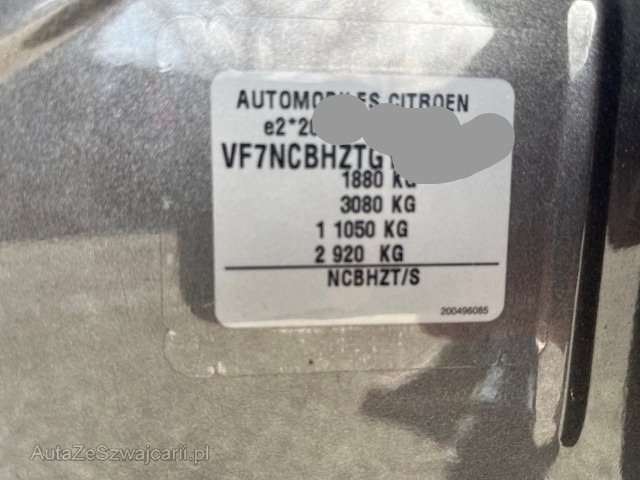 AUTOMOBILES CITROEN
e2*20
VF7NCBHZTG
1880 KG
3080 KG
1 1050 KG
2 920 KG
NCBHZT/S
200496085
AutaZeSzwajcarii.pl